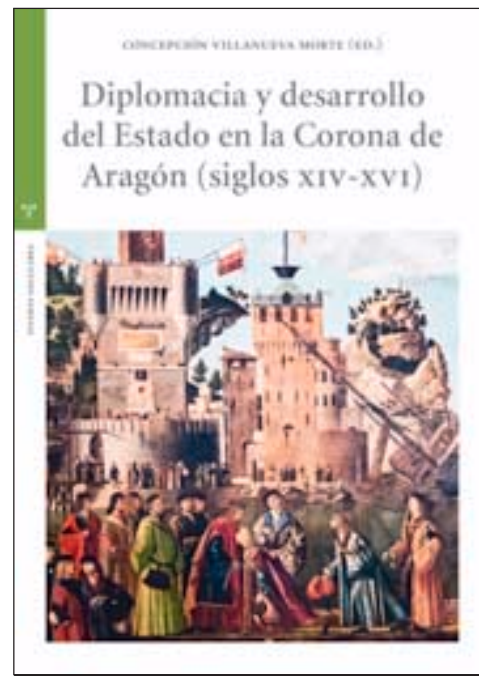 CONCEPCIÓN VILLANUEVA MORTE (ED.)
Diplomacia y desarrollo
del Estado en la Corona de
Aragón (siglos XIV-XVI)